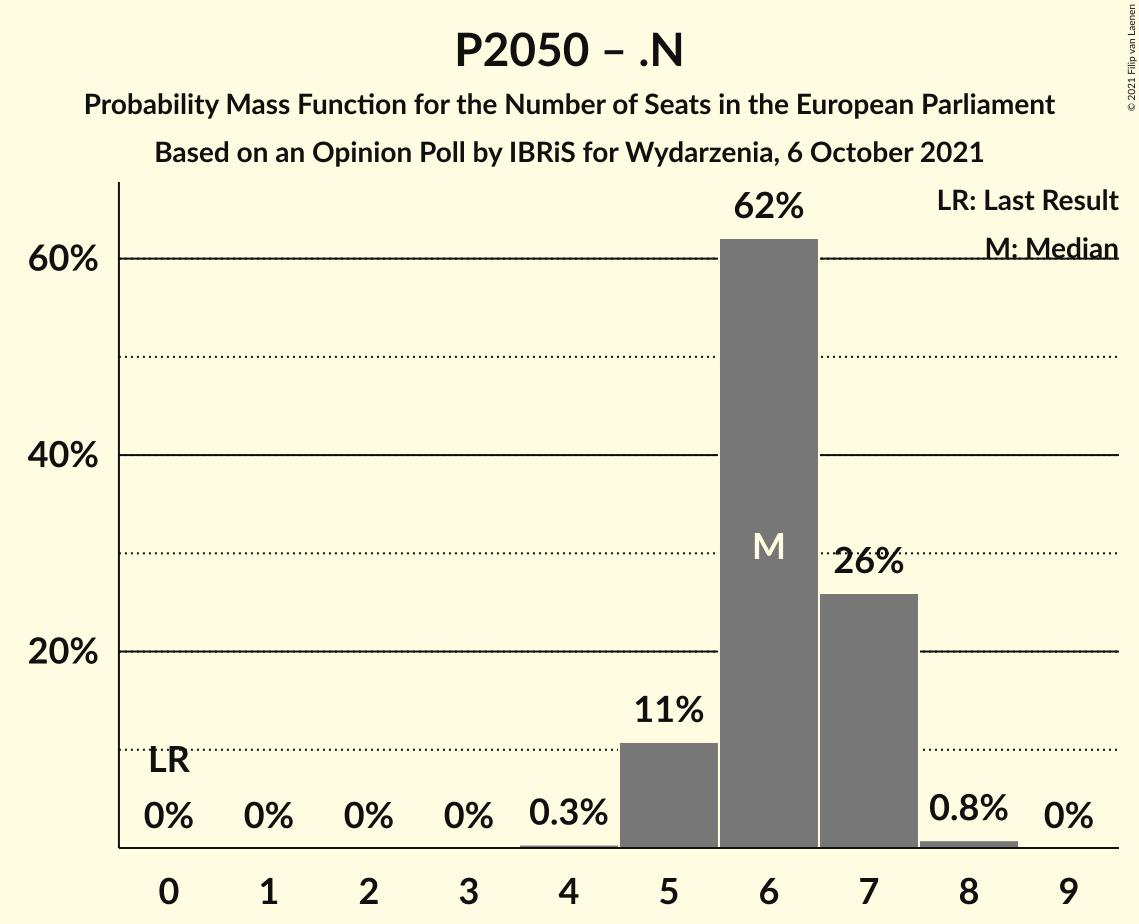 P2050 – .N
Probability Mass Function for the Number of Seats in the European Parliament
Based on an Opinion Poll by IBRiS for Wydarzenia, 6 October 2021
© 2021 Filip van Laenen
LR: Last Result
M: Median
60%
40%
20%
62%
M
26%
11%
LR
0% 0% 0% 0% 0.3% 0.8% 0%
0 1 2 3 4 5 6 7 8 9